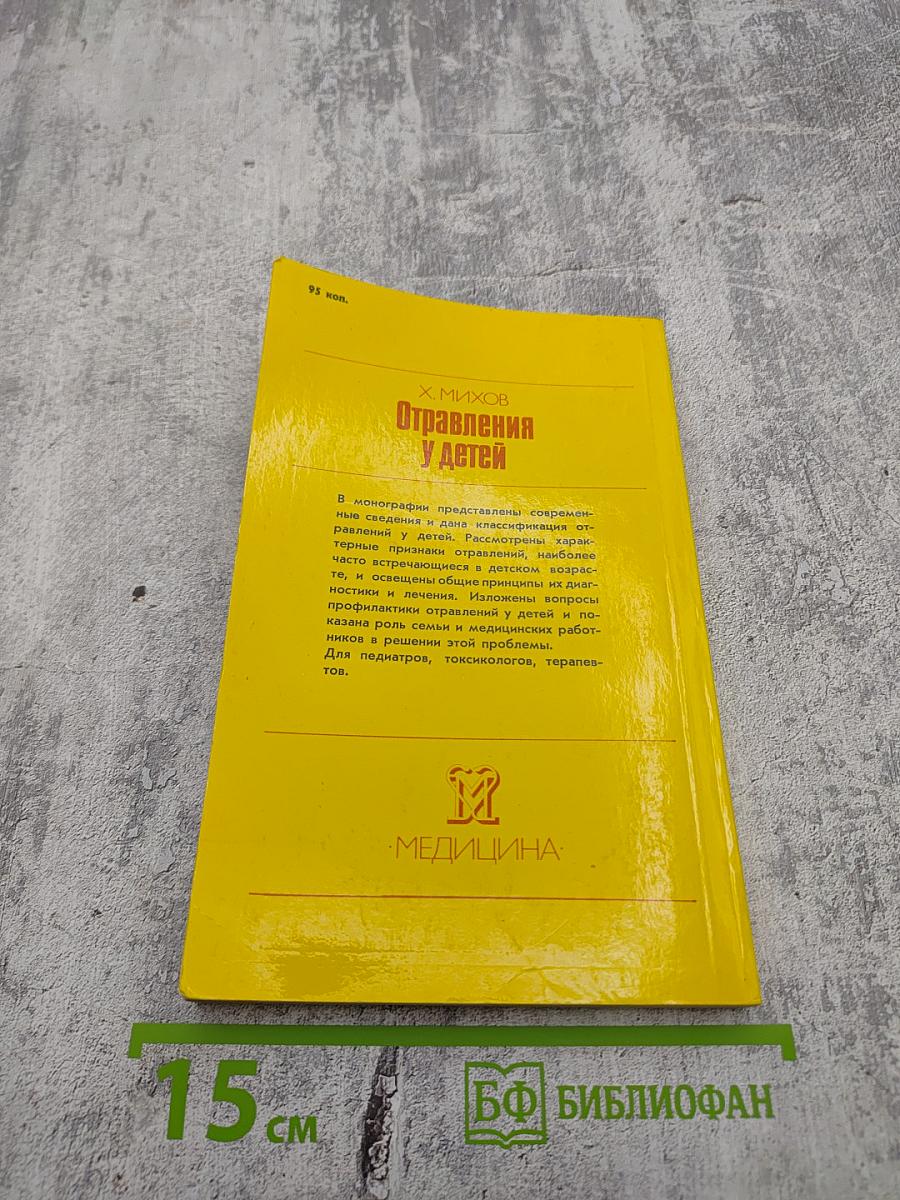 95 коп.
Х. МИХОВ
Отравления
у детей
В монографии представлены современ-
ные сведения и дана классификация от-
равлений у детей. Рассмотрены харак-
терные признаки отравлений, наиболее
часто встречающиеся в детском возрас-
те, и освещены общие принципы их диаг-
ностики и лечения. Изложены вопросы
профилактики отравлений у детей и по-
казана роль семьи и медицинских работ-
ников в решении этой проблемы.
Для педиатров, токсикологов, терапев-
тов.
М
·МЕДИЦИНА·
15 см
БФ БИБЛИОФАН